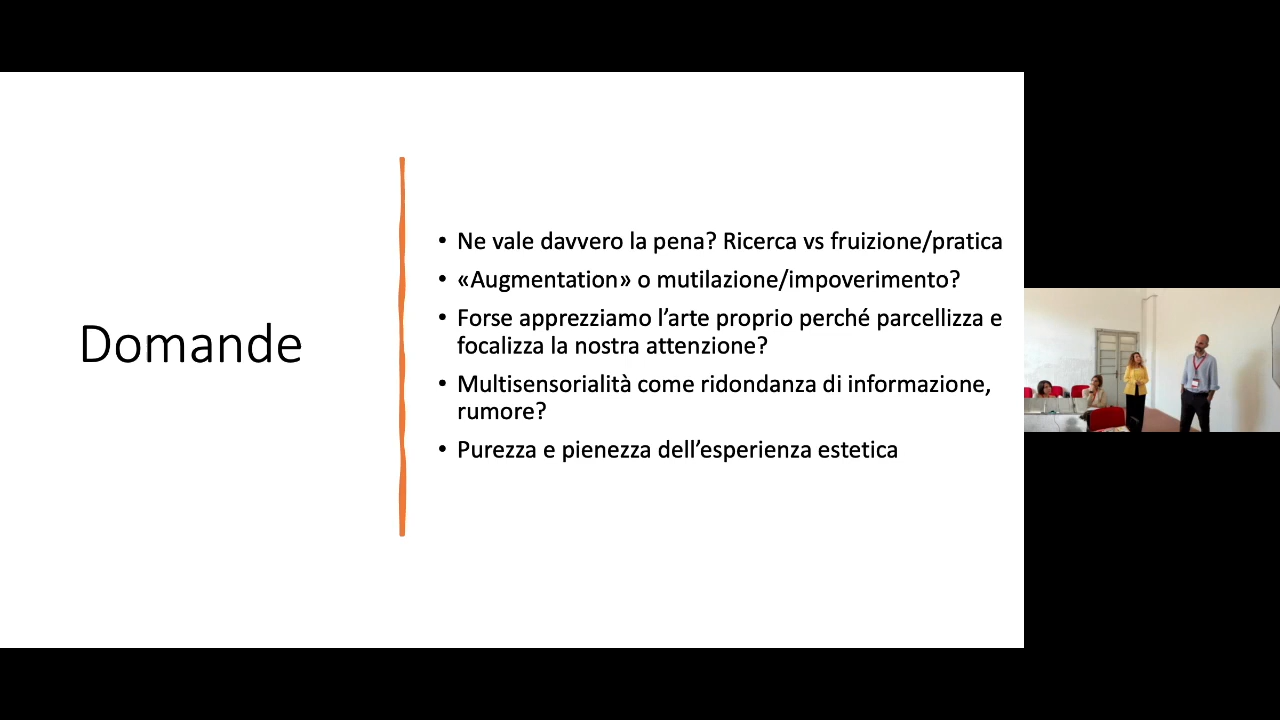 Domande
• Ne vale davvero la pena? Ricerca vs fruizione/pratica
• «Augmentation» o mutilazione/impoverimento?
• Forse apprezziamo l’arte proprio perché parcellizza e
focalizza la nostra attenzione?
• Multisensorialità come ridondanza di informazione,
rumore?
• Purezza e pienezza dell’esperienza estetica